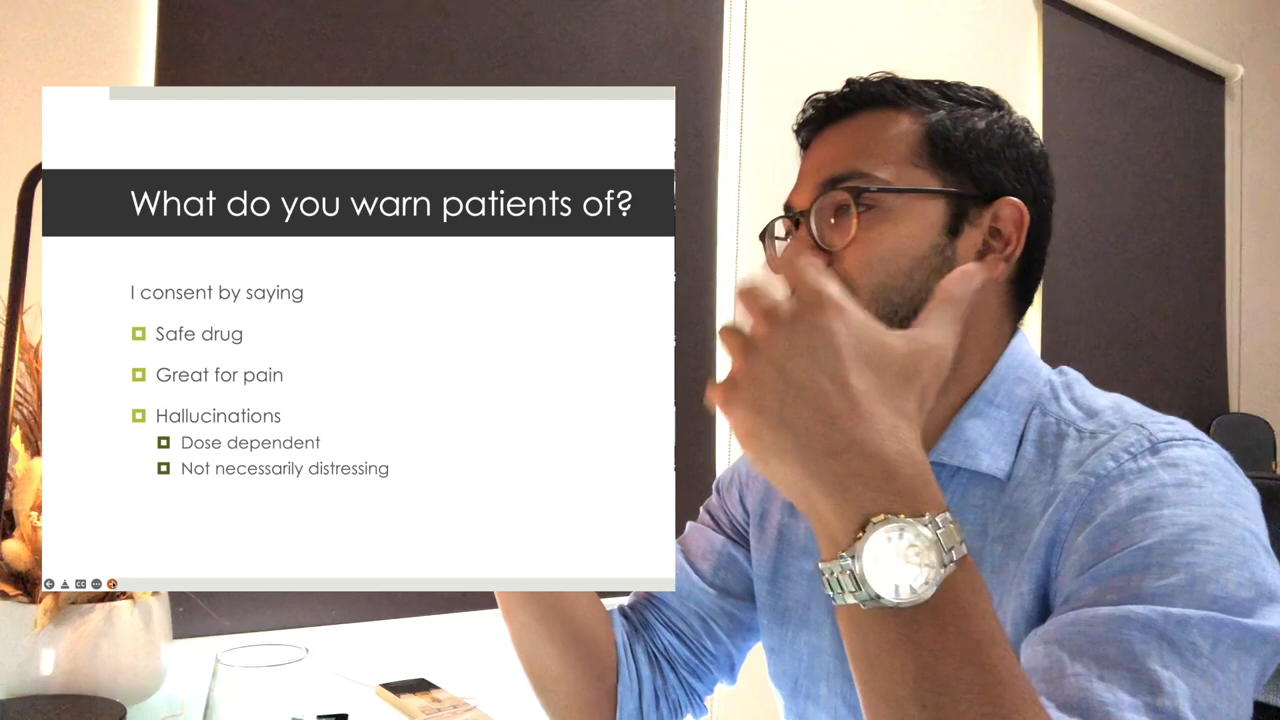 What do you warn patients of?
I consent by saying
Safe drug
Great for pain
Hallucinations
Dose dependent
Not necessarily distressing
CC